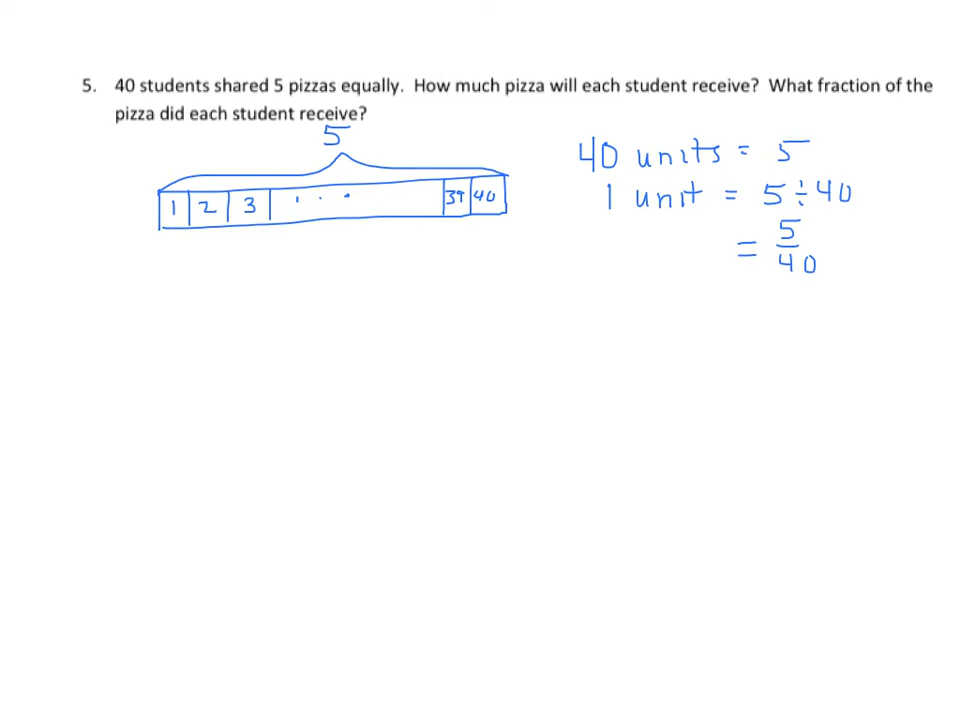 5. 40 students shared 5 pizzas equally. How much pizza will each student receive? What fraction of the
pizza did each student receive?
5
1 2 3 . . . 39 40
40 units = 5
1 unit = 5 ÷ 40
= 5/40